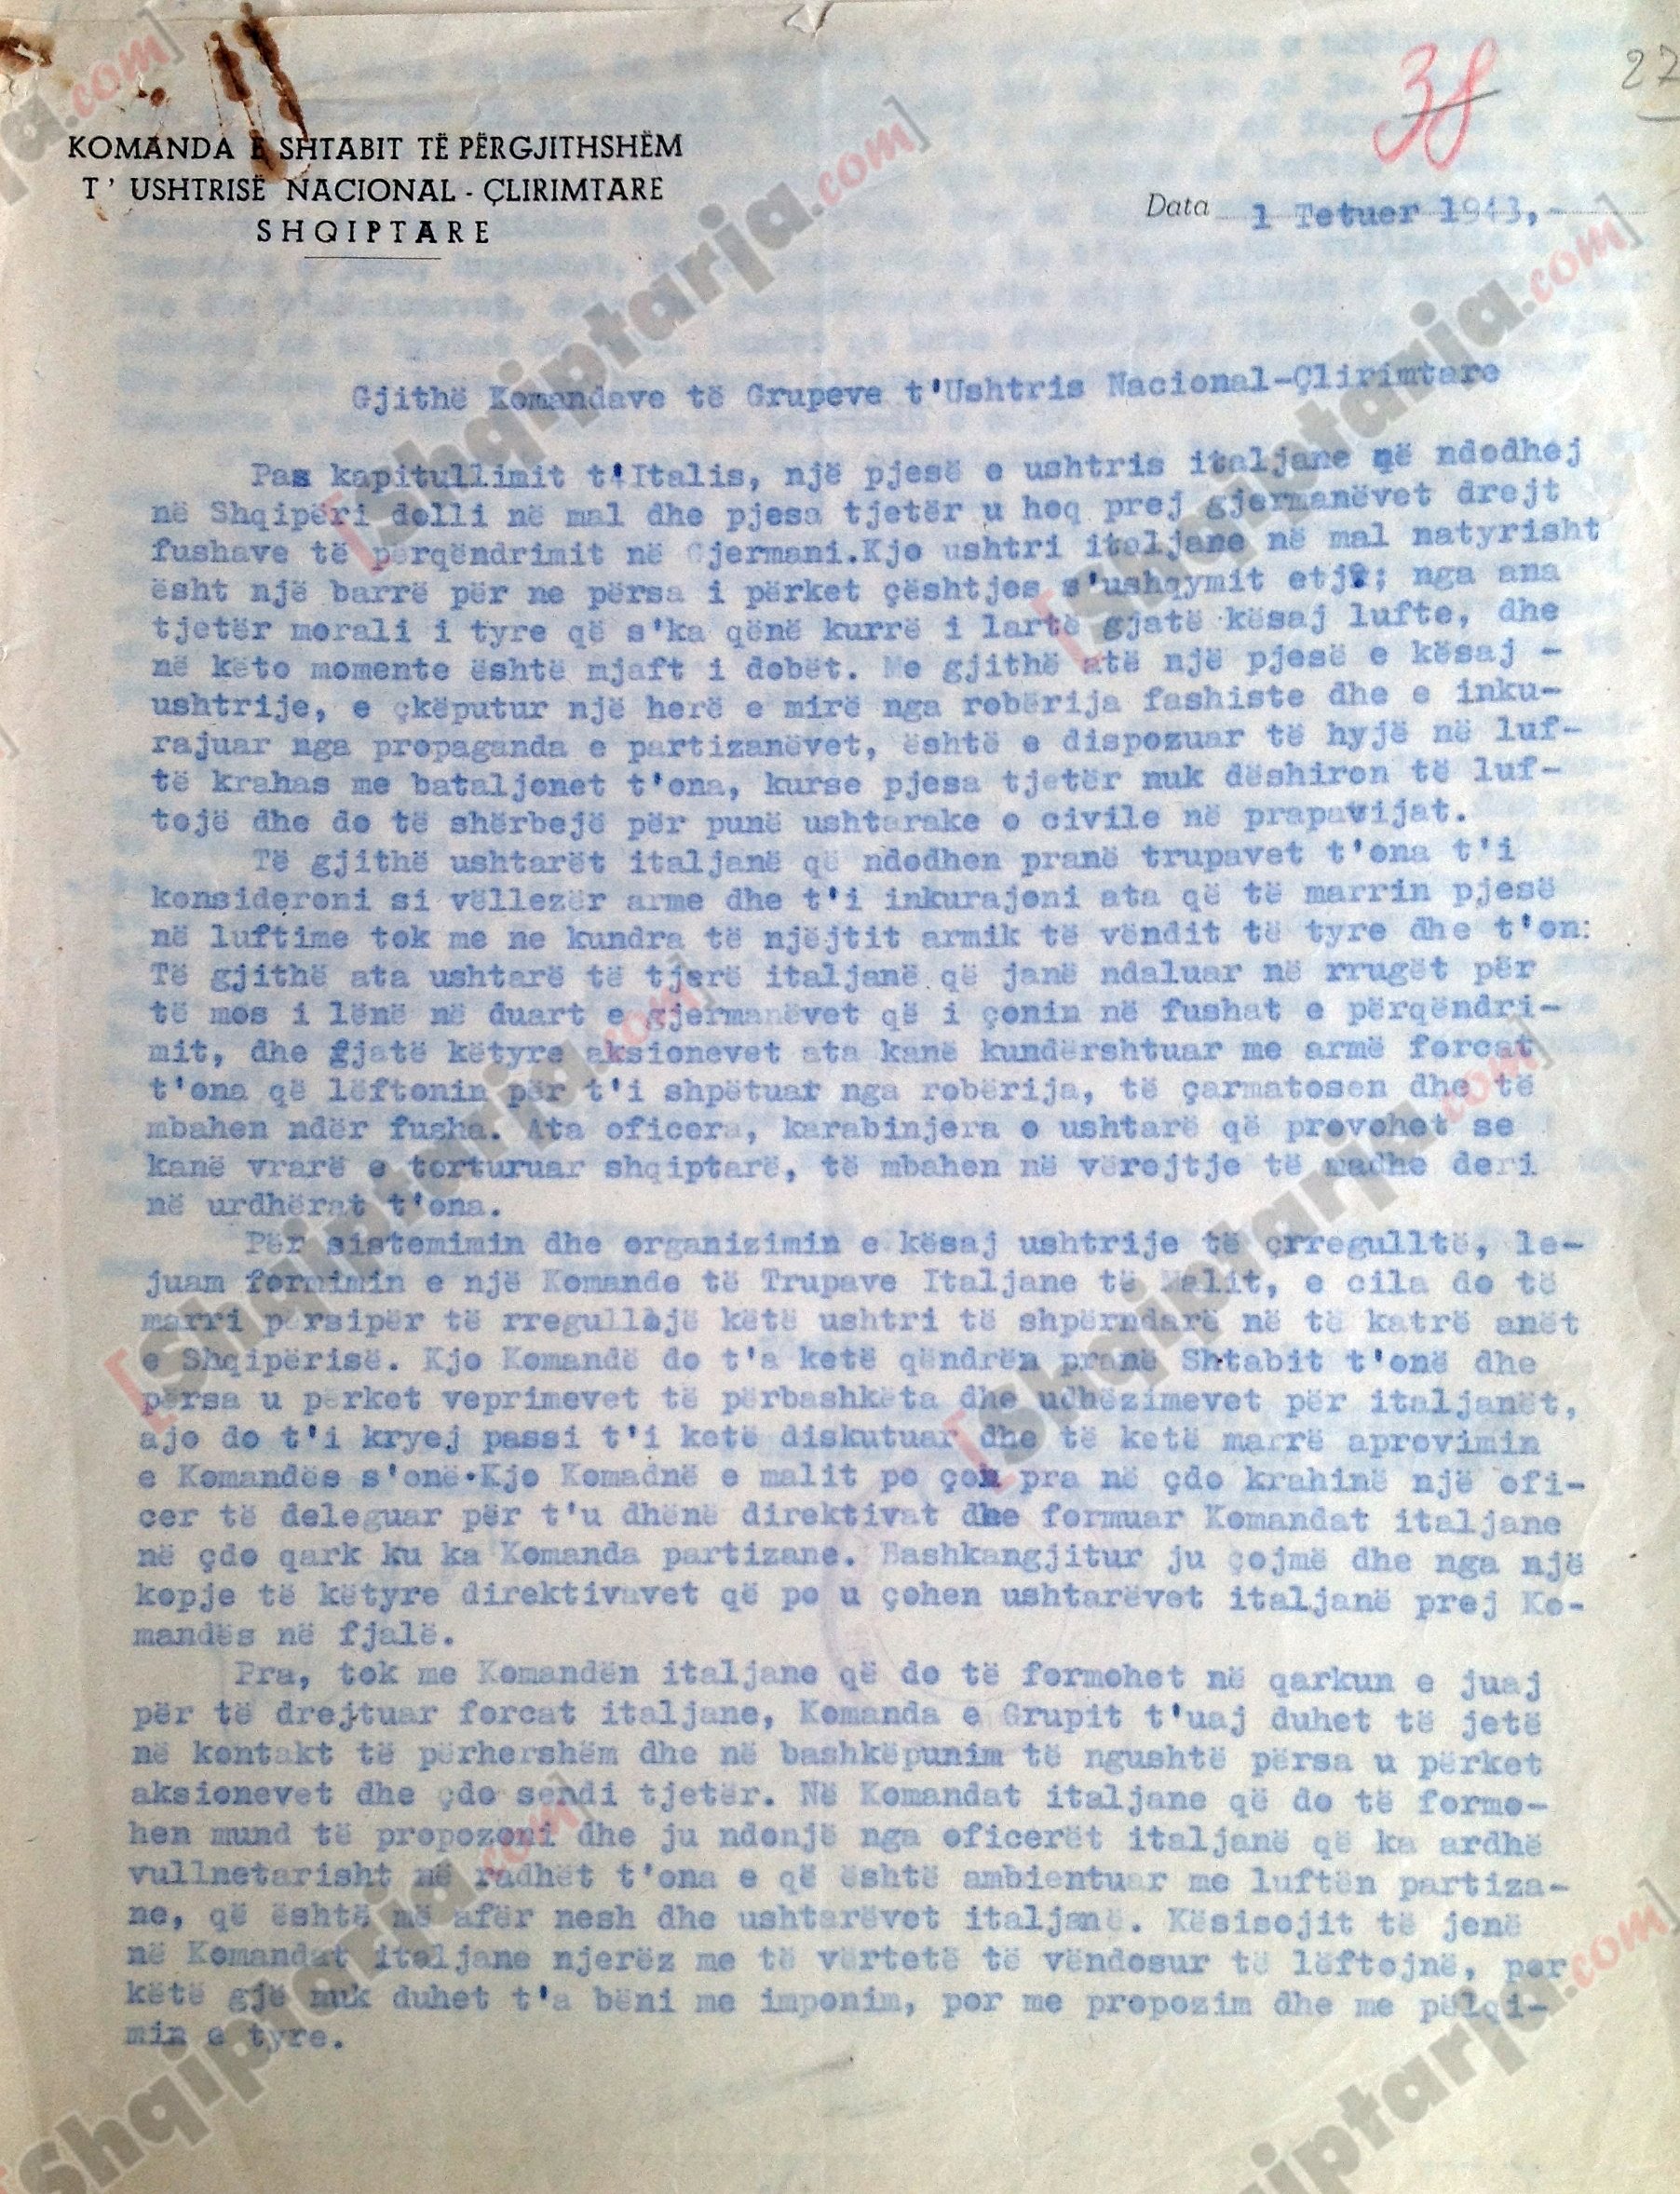 38
27
KOMANDA E SHTABIT TË PËRGJITHSHËM
T' USHTRISË NACIONAL - ÇLIRIMTARE
SHQIPTARE
Data 1 Tetuer 1943,-
Gjithë Komandave të Grupeve t'Ushtris Nacional-Çlirimtare
Pas kapitullimit t'Italis, një pjesë e ushtris italjane që ndodhej
në Shqipëri dolli në mal dhe pjesa tjetër u hoq prej gjermanëvet drejt
fushave të përqëndrimit në Gjermani.Kjo ushtri italjane në mal natyrisht
ësht një barrë për ne përsa i përket çështjes s'ushqymit etj; nga ana
tjetër morali i tyre që s'ka qënë kurrë i lartë gjatë kësaj lufte, dhe
në këto momente është mjaft i dobët. Me gjithë atë një pjesë e kësaj -
ushtrije, e çkëputur një herë e mirë nga robërija fashiste dhe e inku-
rajuar nga propaganda e partizanëvet, është e dispozuar të hyjë në luf-
të krahas me bataljonet t'ona, kurse pjesa tjetër nuk dëshiron të luf-
tojë dhe do të shërbejë për punë ushtarake o civile në prapavijat.
Të gjithë ushtarët italjanë që ndodhen pranë trupavet t'ona t'i
konsideroni si vëllezër arme dhe t'i inkurajoni ata që të marrin pjesë
në luftime tok me ne kundra të njëjtit armik të vëndit të tyre dhe t'on:
Të gjithë ata ushtarë të tjerë italjanë që janë ndaluar në rrugët për
të mos i lënë në duart e gjermanëvet që i çonin në fushat e përqëndri-
mit, dhe gjatë këtyre aksionevet ata kanë kundërshtuar me armë forcat
t'ona që lëftonin për t'i shpëtuar nga robërija, të çarmatosen dhe të
mbahen ndër fusha. Ata oficera, karabinjera o ushtarë që provohet se
kanë vrarë e torturuar shqiptarë, të mbahen në vërejtje të madhe deri
në urdhërat t'ona.
Për sistemimin dhe organizimin e kësaj ushtrije të çrregulltë, le-
juam formimin e një Komande të Trupave Italjane të Malit, e cila do të
marri përsipër të rregullojë këtë ushtri të shpërndarë në të katrë anët
e Shqipërisë. Kjo Komandë do t'a ketë qëndrën pranë Shtabit t'onë dhe
përsa u përket veprimevet të përbashkëta dhe udhëzimevet për italjanët,
ajo do t'i kryej passi t'i ketë diskutuar dhe të ketë marrë aprovimin
e Komandës s'onë.Kjo Komadnë e malit po çon pra në çdo krahinë një ofi-
cer të deleguar për t'u dhënë direktivat dhe formuar Komandat italjane
në çdo qark ku ka Komanda partizane. Bashkangjitur ju çojmë dhe nga një
kopje të këtyre direktivavet që po u çohen ushtarëvet italjanë prej Ko-
mandës në fjalë.
Pra, tok me Komandën italjane që do të formohet në qarkun e juaj
për të drejtuar forcat italjane, Komanda e Grupit t'uaj duhet të jetë
në kontakt të përhershëm dhe në bashkëpunim të ngushtë përsa u përket
aksionevet dhe çdo sendi tjetër. Në Komandat italjane që do të formo-
hen mund të propozoni dhe ju ndonjë nga oficerët italjanë që ka ardhë
vullnetarisht në radhët t'ona e që është ambientuar me luftën partiza-
ne, që është më afër nesh dhe ushtarëvet italjanë. Kësisojit të jenë
në Komandat italjane njerëz me të vërtetë të vëndosur të lëftojnë, por
këtë gjë nuk duhet t'a bëni me imponim, por me propozim dhe me pëlqi-
min e tyre.
[Shqiptarja.com]